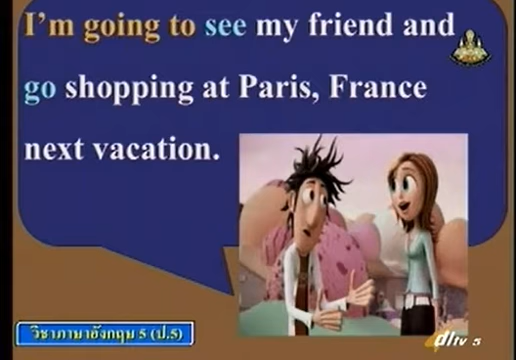 I'm going to see my friend and
go shopping at Paris, France
next vacation.
วิชาภาษาอังกฤษ 5 (ป.5)
dltv 5